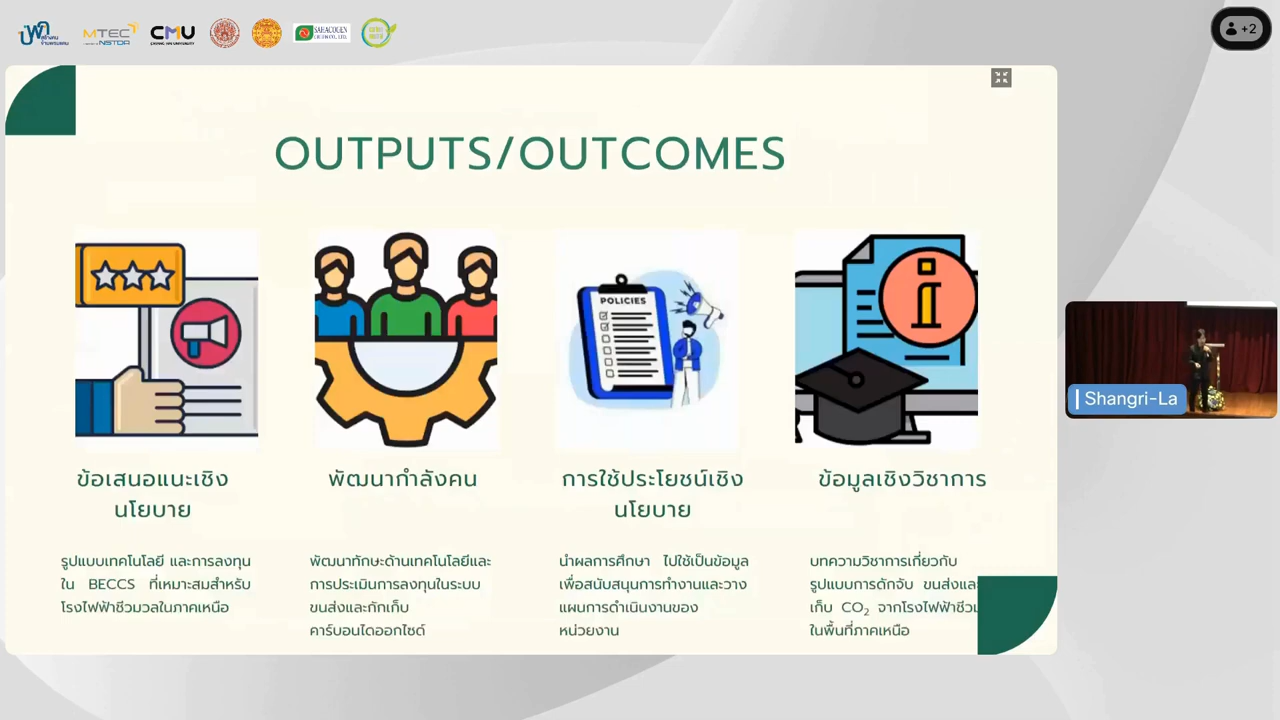 MTEC
NSTDA
CMU
CHIANG MAI UNIVERSITY
SAHACOGEN
+2
OUTPUTS/OUTCOMES
POLICIES
ข้อเสนอแนะเชิง
นโยบาย
รูปแบบเทคโนโลยี และการลงทุน
ใน BECCS ที่เหมาะสมสำหรับ
โรงไฟฟ้าชีวมวลในภาคเหนือ
พัฒนากำลังคน
พัฒนาทักษะด้านเทคโนโลยีและ
การประเมินการลงทุนในระบบ
ขนส่งและกักเก็บ
คาร์บอนไดออกไซด์
การใช้ประโยชน์เชิง
นโยบาย
นำผลการศึกษา ไปใช้เป็นข้อมูล
เพื่อสนับสนุนการทำงานและวาง
แผนการดำเนินงานของ
หน่วยงาน
ข้อมูลเชิงวิชาการ
บทความวิชาการเกี่ยวกับ
รูปแบบการดักจับ ขนส่งและ
เก็บ CO₂ จากโรงไฟฟ้าชีวม
ในพื้นที่ภาคเหนือ
Shangri-La